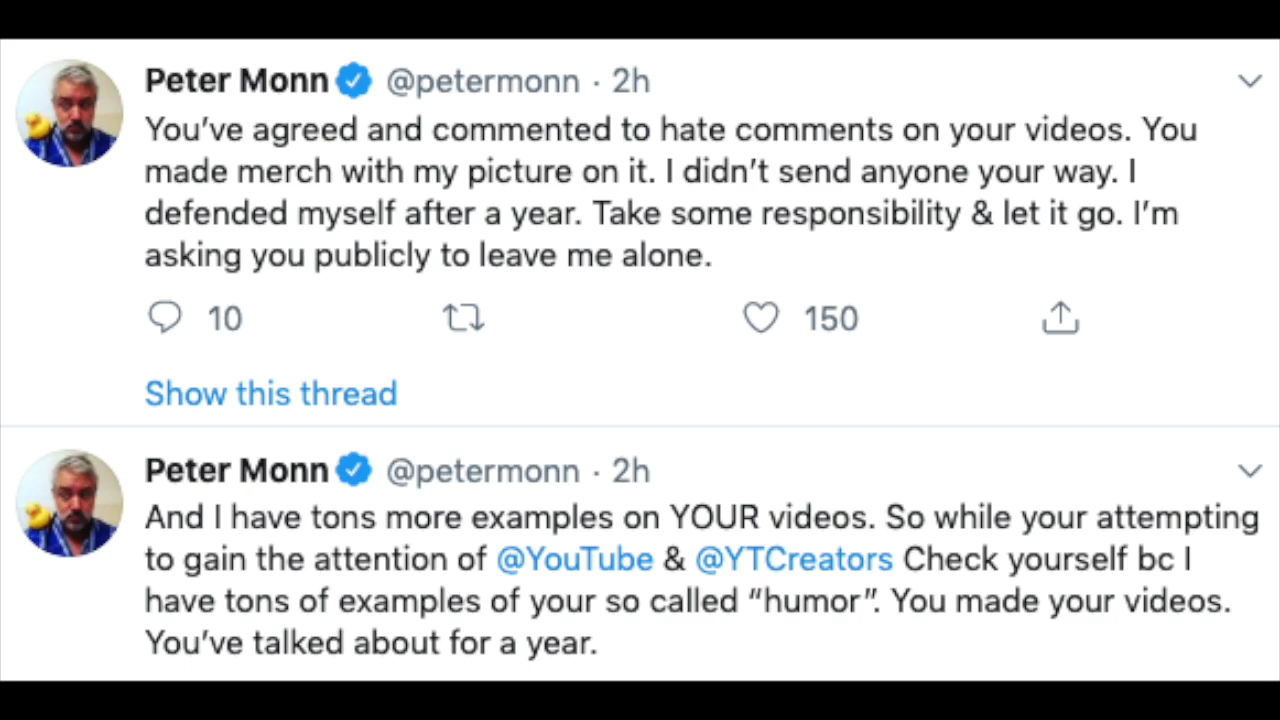 Peter Monn @petermonn · 2h
You've agreed and commented to hate comments on your videos. You
made merch with my picture on it. I didn't send anyone your way. I
defended myself after a year. Take some responsibility & let it go. I'm
asking you publicly to leave me alone.
10 150
Show this thread
Peter Monn @petermonn · 2h
And I have tons more examples on YOUR videos. So while your attempting
to gain the attention of @YouTube & @YTCreators Check yourself bc I
have tons of examples of your so called “humor”. You made your videos.
You've talked about for a year.